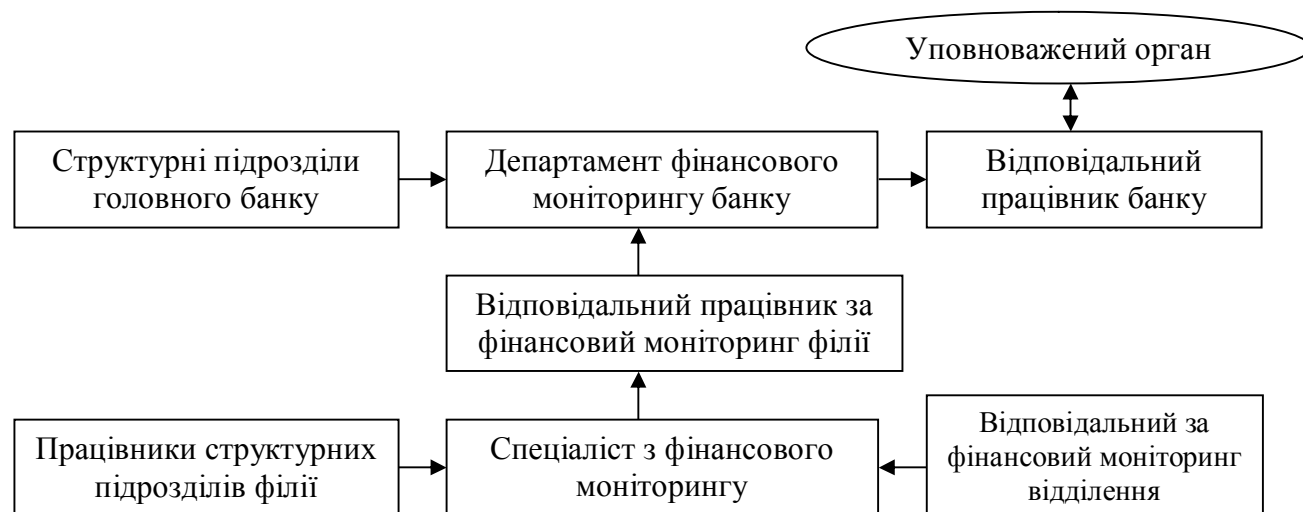 Уповноважений орган
Структурні підрозділи
головного банку
Департамент фінансового
моніторингу банку
Відповідальний
працівник банку
Відповідальний працівник за
фінансовий моніторинг філії
Працівники структурних
підрозділів філії
Спеціаліст з фінансового
моніторингу
Відповідальний за
фінансовий моніторинг
відділення